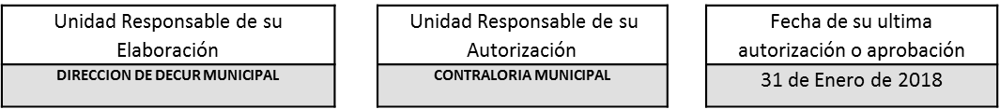 Unidad Responsable de su
Elaboración
DIRECCION DE DECUR MUNICIPAL
Unidad Responsable de su
Autorización
CONTRALORIA MUNICIPAL
Fecha de su ultima
autorización o aprobación
31 de Enero de 2018